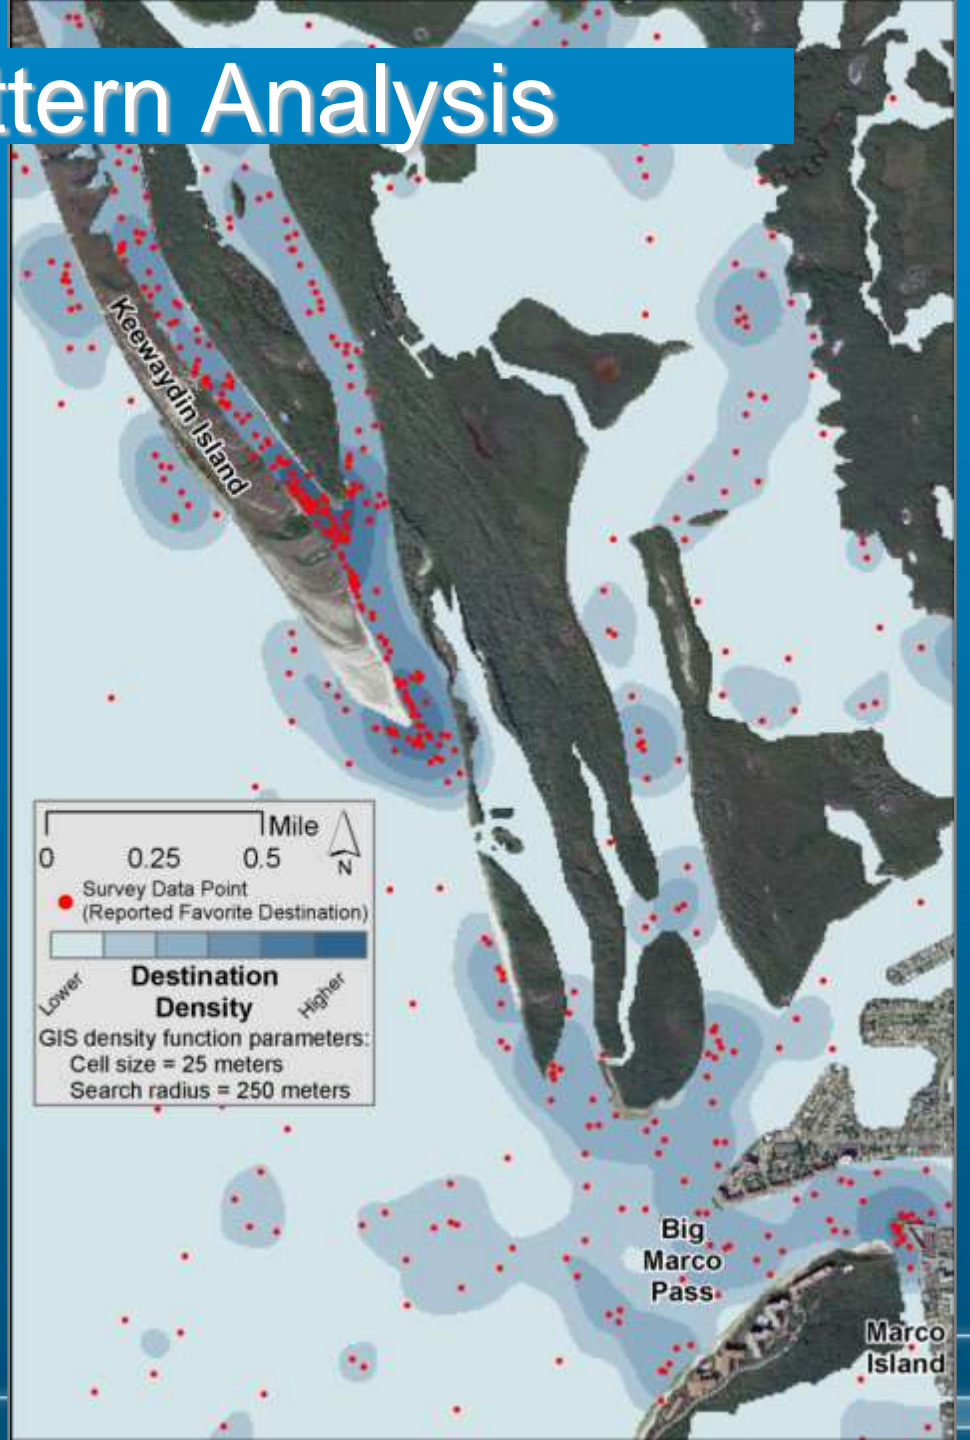 ttern Analysis
Keewaydin Island
Mile
0 0.25 0.5
N
Survey Data Point
(Reported Favorite Destination)
Lower
Destination
Density
Higher
GIS density function parameters:
Cell size = 25 meters
Search radius = 250 meters
Big
Marco
Pass
Marco
Island